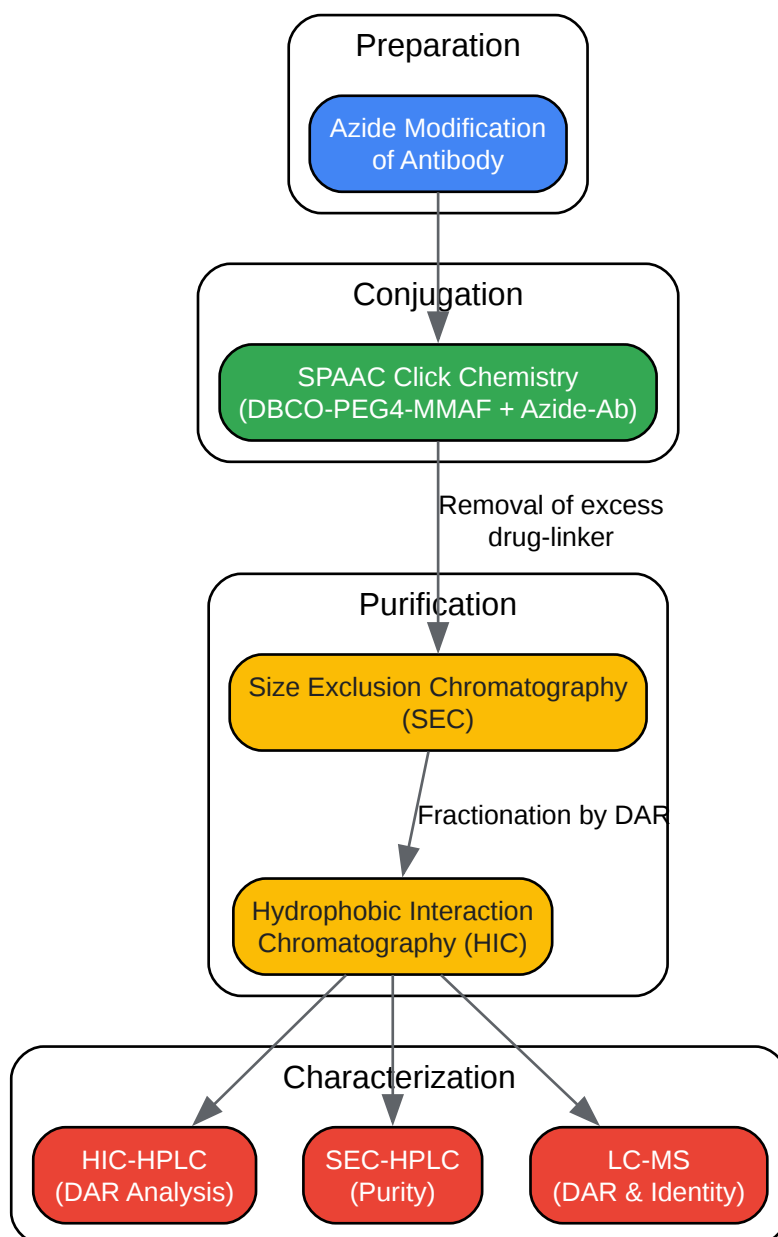 Preparation
Azide Modification
of Antibody
Conjugation
SPAAC Click Chemistry
(DBCO-PEG4-MMAF + Azide-Ab)
Removal of excess
drug-linker
Purification
Size Exclusion Chromatography
(SEC)
Fractionation by DAR
Hydrophobic Interaction
Chromatography (HIC)
Characterization
HIC-HPLC
(DAR Analysis)
SEC-HPLC
(Purity)
LC-MS
(DAR & Identity)